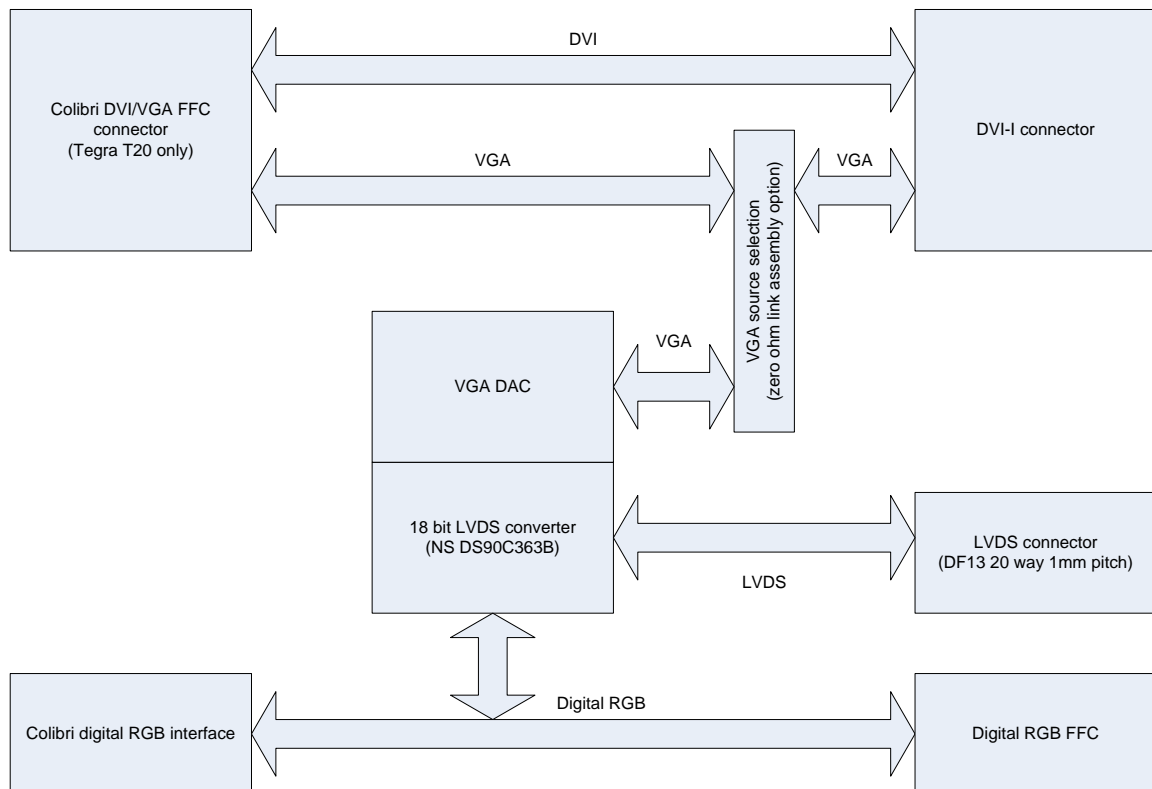 DVI
Colibri DVI/VGA FFC
connector
(Tegra T20 only)
DVI-I connector
VGA
VGA
VGA source selection
(zero ohm link assembly option)
VGA
VGA DAC
18 bit LVDS converter
(NS DS90C363B)
LVDS connector
(DF13 20 way 1mm pitch)
LVDS
Digital RGB
Colibri digital RGB interface
Digital RGB FFC